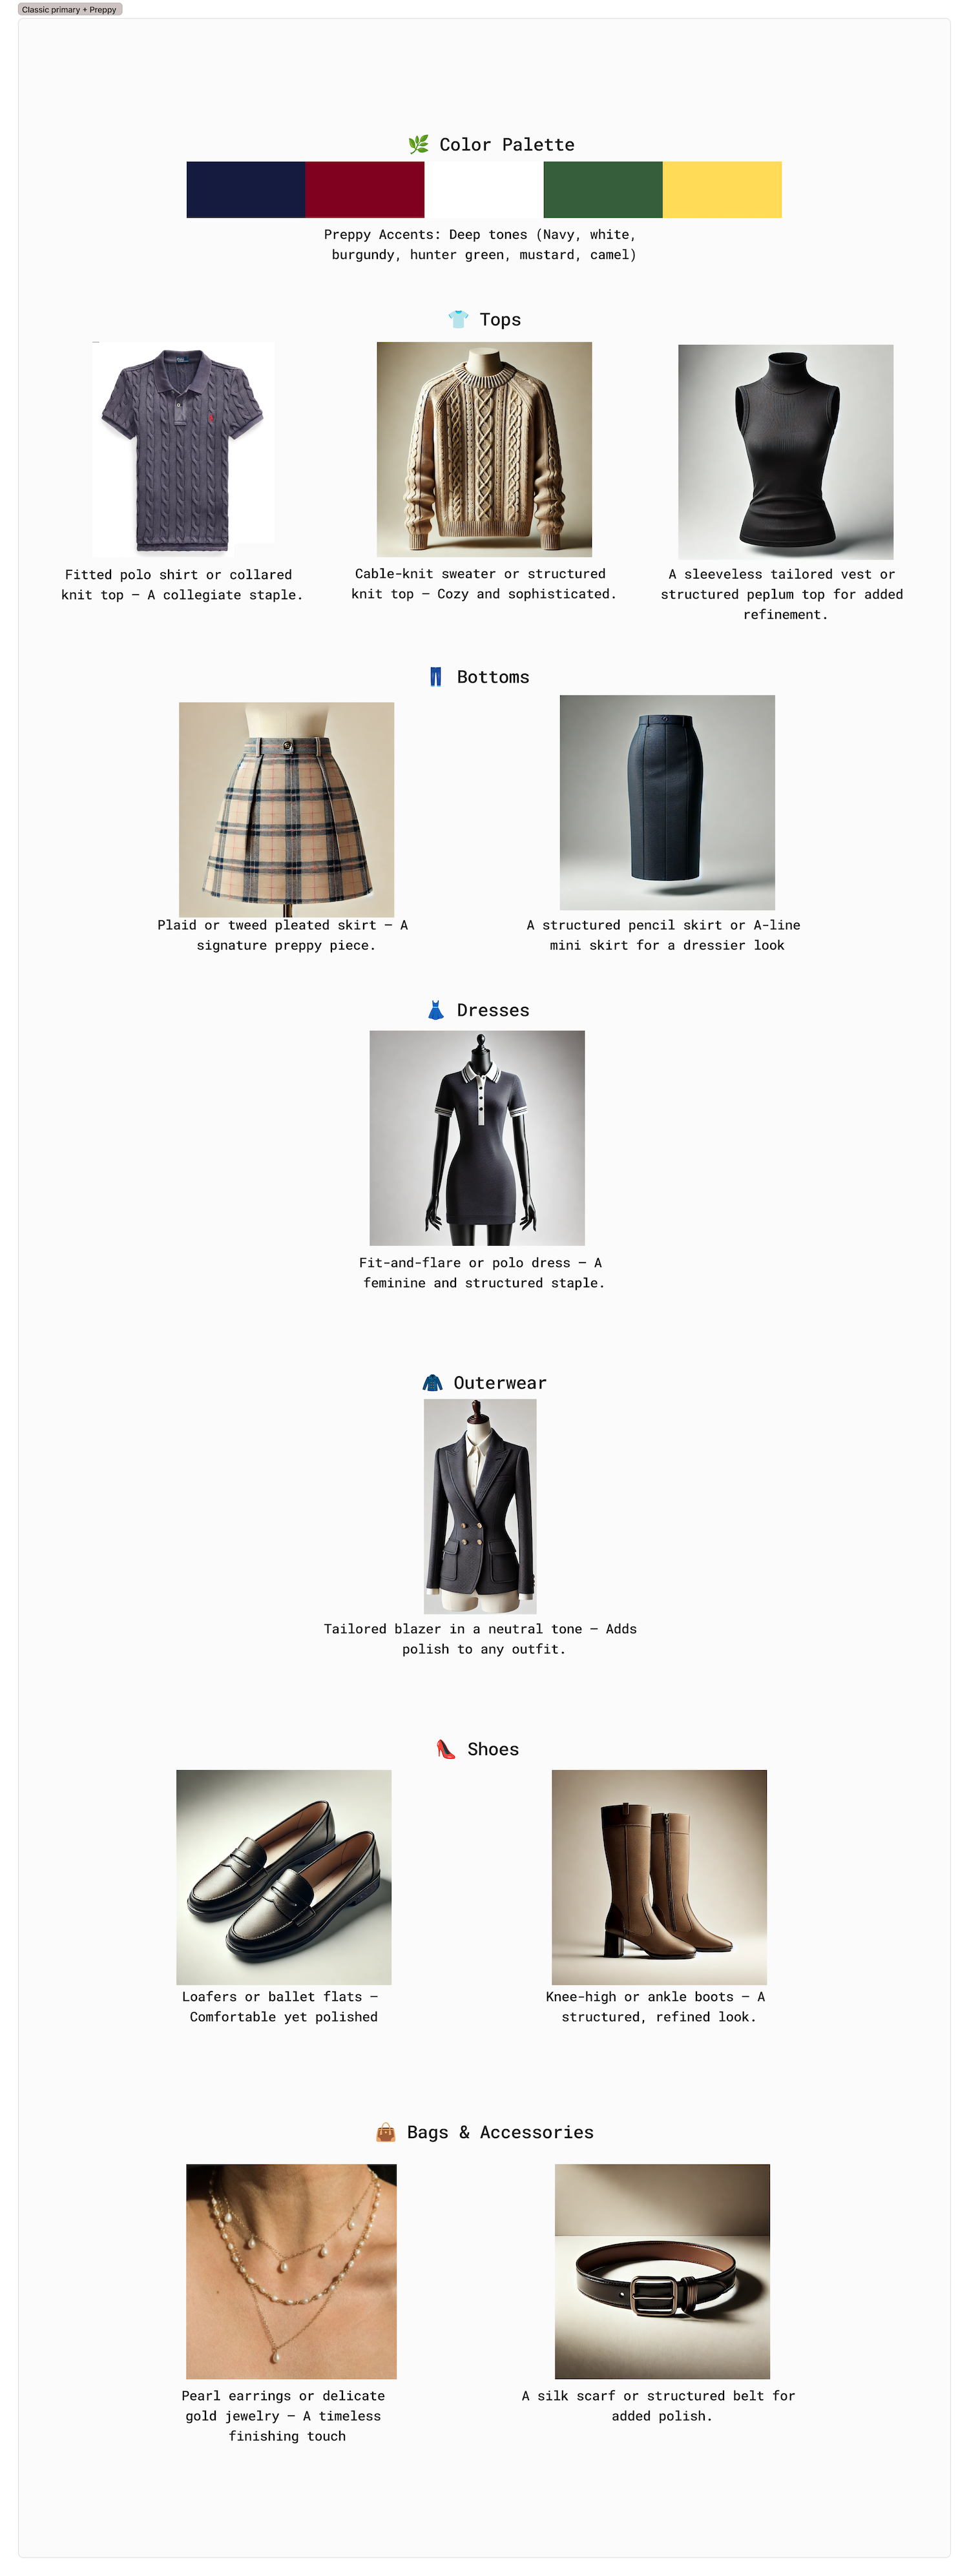 Classic primary + Preppy
🌿 Color Palette
Preppy Accents: Deep tones (Navy, white,
burgundy, hunter green, mustard, camel)
👕 Tops
Fitted polo shirt or collared
knit top – A collegiate staple.
Cable-knit sweater or structured
knit top – Cozy and sophisticated.
A sleeveless tailored vest or
structured peplum top for added
refinement.
👖 Bottoms
Plaid or tweed pleated skirt – A
signature preppy piece.
A structured pencil skirt or A-line
mini skirt for a dressier look
👗 Dresses
Fit-and-flare or polo dress – A
feminine and structured staple.
🧥 Outerwear
Tailored blazer in a neutral tone – Adds
polish to any outfit.
👠 Shoes
Loafers or ballet flats –
Comfortable yet polished
Knee-high or ankle boots – A
structured, refined look.
👜 Bags & Accessories
Pearl earrings or delicate
gold jewelry – A timeless
finishing touch
A silk scarf or structured belt for
added polish.